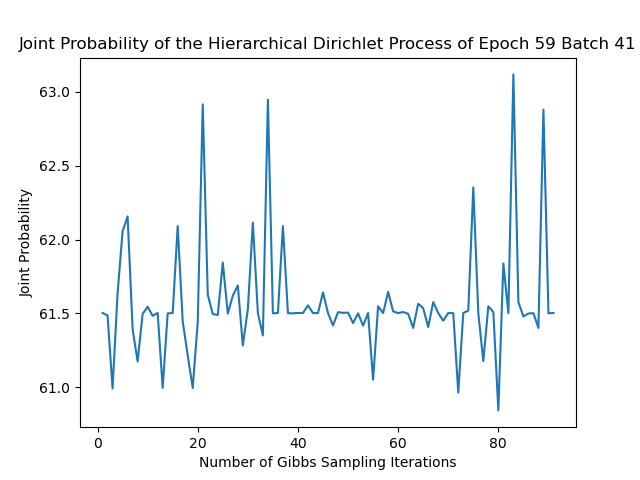 Joint Probability of the Hierarchical Dirichlet Process of Epoch 59 Batch 41
63.0
62.5
62.0
61.5
61.0
Joint Probability
0 20 40 60 80
Number of Gibbs Sampling Iterations